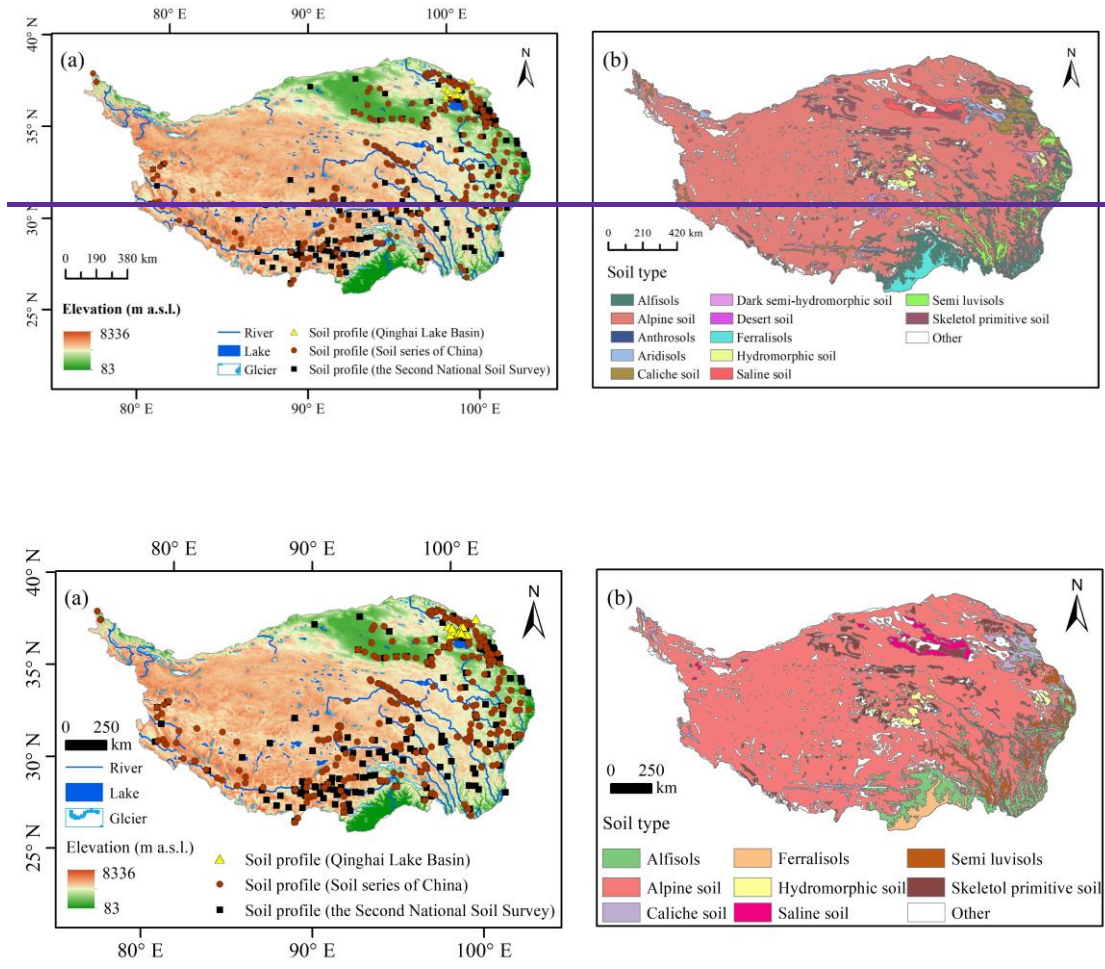 80° E 90° E 100° E
40° N
35° N
30° N
25° N
(a)
N
0 190 380 km
Elevation (m a.s.l.)
8336
83
River
Lake
Glcier
Soil profile (Qinghai Lake Basin)
Soil profile (Soil series of China)
Soil profile (the Second National Soil Survey)
80° E 90° E 100° E
(b)
N
0 210 420 km
Soil type
Alfisols
Alpine soil
Anthrosols
Aridisols
Caliche soil
Dark semi-hydromorphic soil
Desert soil
Ferralisols
Hydromorphic soil
Saline soil
Semi luvisols
Skeletol primitive soil
Other
80° E 90° E 100° E
40° N
35° N
30° N
25° N
(a)
N
0 250
km
River
Lake
Glcier
Elevation (m a.s.l.)
8336
83
Soil profile (Qinghai Lake Basin)
Soil profile (Soil series of China)
Soil profile (the Second National Soil Survey)
80° E 90° E 100° E
(b)
N
0 250
km
Soil type
Alfisols
Alpine soil
Caliche soil
Ferralisols
Hydromorphic soil
Saline soil
Semi luvisols
Skeletol primitive soil
Other